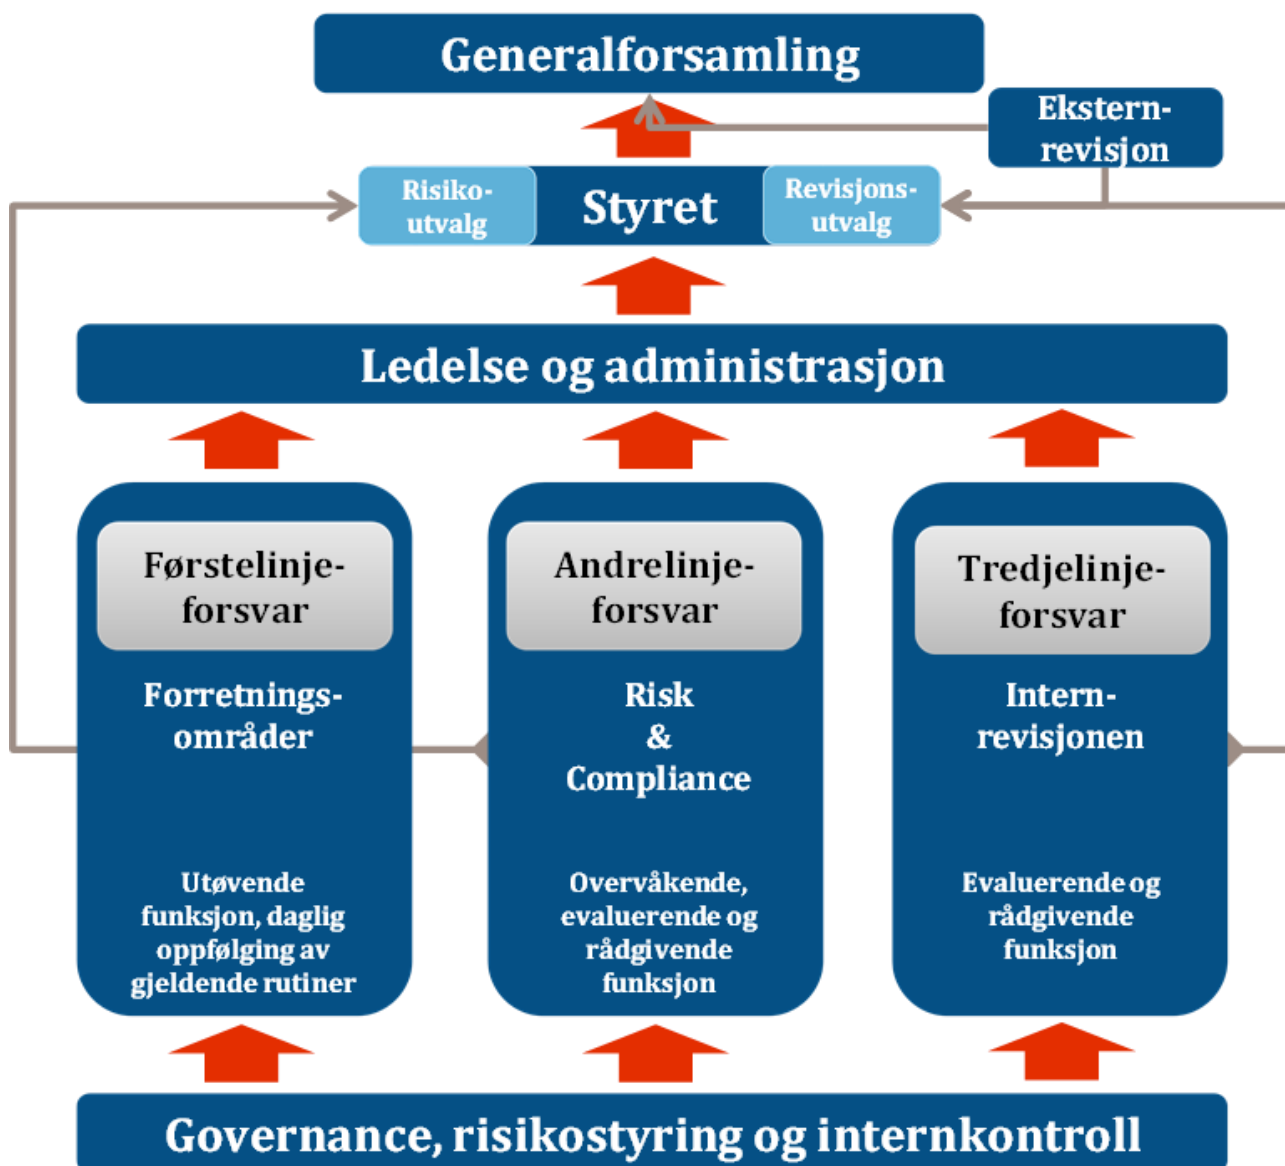 Generalforsamling
Ekstern-
revisjon
Risiko-
utvalg
Styret
Revisjons-
utvalg
Ledelse og administrasjon
Førstelinje-
forsvar
Forretnings-
områder
Utøvende
funksjon, daglig
oppfølging av
gjeldende rutiner
Andrelinje-
forsvar
Risk
&
Compliance
Overvåkende,
evaluerende og
rådgivende
funksjon
Tredjelinje-
forsvar
Intern-
revisjonen
Evaluerende og
rådgivende
funksjon
Governance, risikostyring og internkontroll